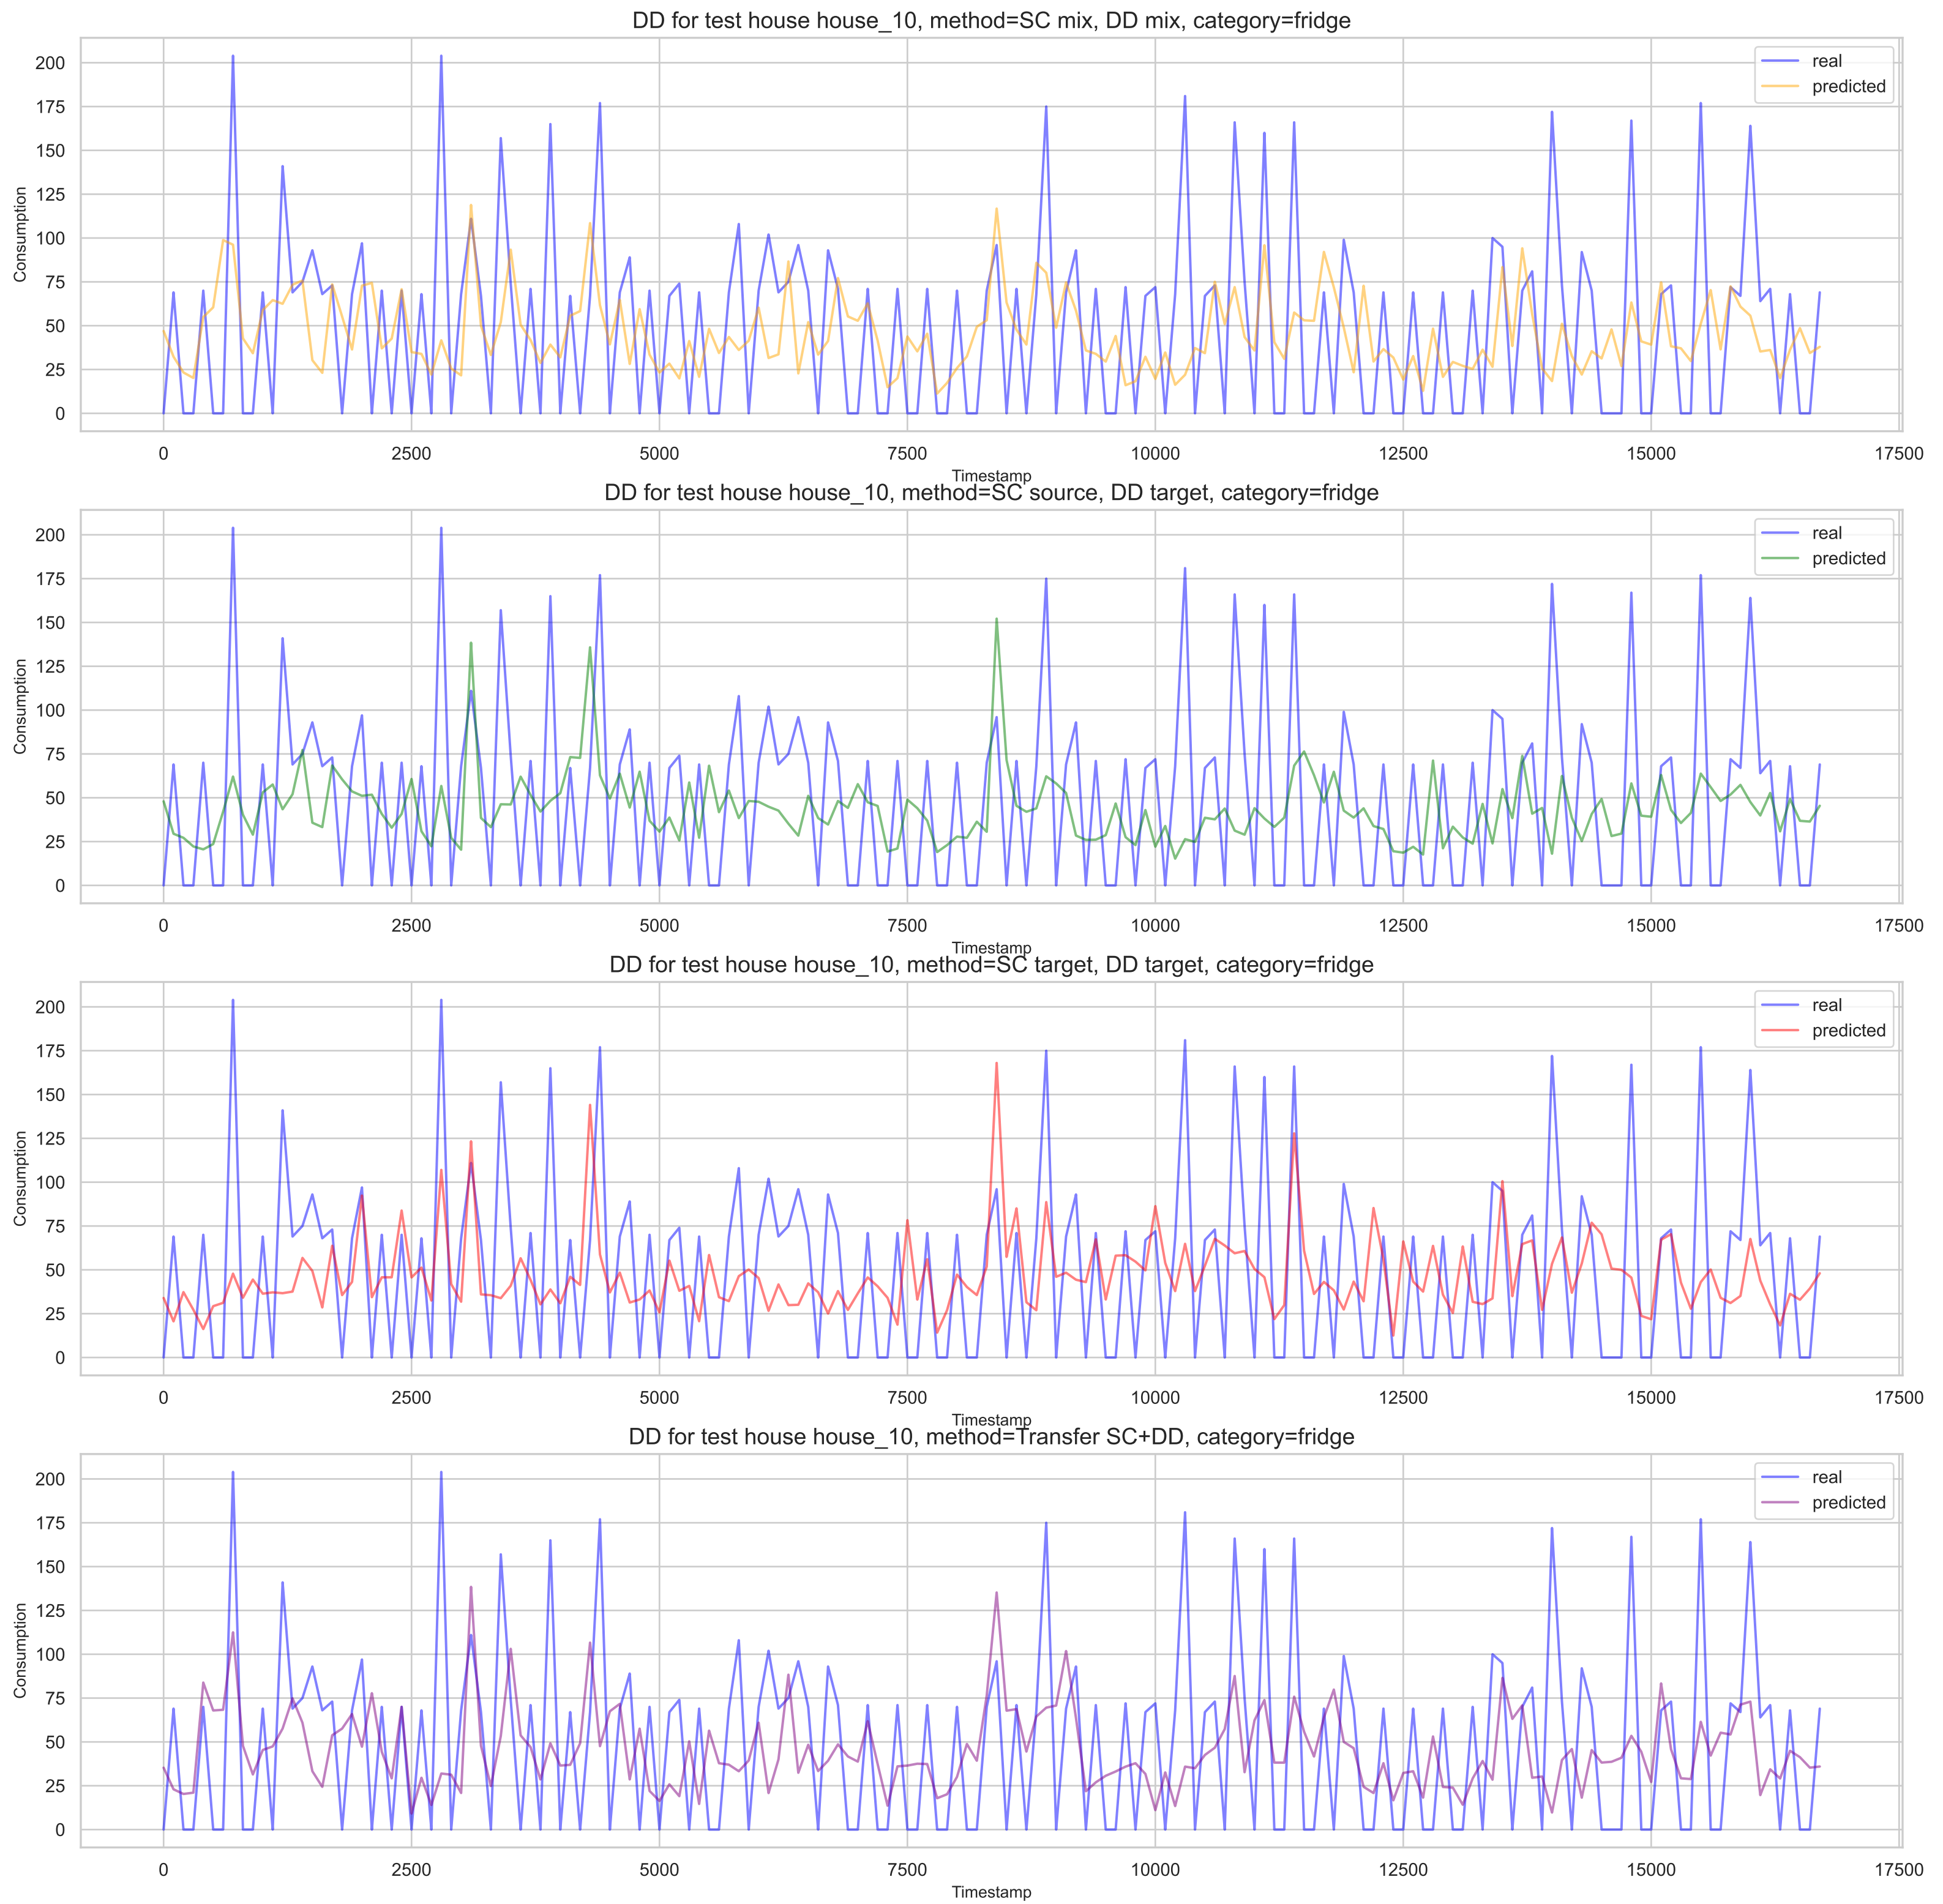 DD for test house house_10, method=SC mix, DD mix, category=fridge
real
predicted
Consumption
200
175
150
125
100
75
50
25
0
0 2500 5000 7500 10000 12500 15000 17500
Timestamp
DD for test house house_10, method=SC source, DD target, category=fridge
real
predicted
Consumption
200
175
150
125
100
75
50
25
0
0 2500 5000 7500 10000 12500 15000 17500
Timestamp
DD for test house house_10, method=SC target, DD target, category=fridge
real
predicted
Consumption
200
175
150
125
100
75
50
25
0
0 2500 5000 7500 10000 12500 15000 17500
Timestamp
DD for test house house_10, method=Transfer SC+DD, category=fridge
real
predicted
Consumption
200
175
150
125
100
75
50
25
0
0 2500 5000 7500 10000 12500 15000 17500
Timestamp